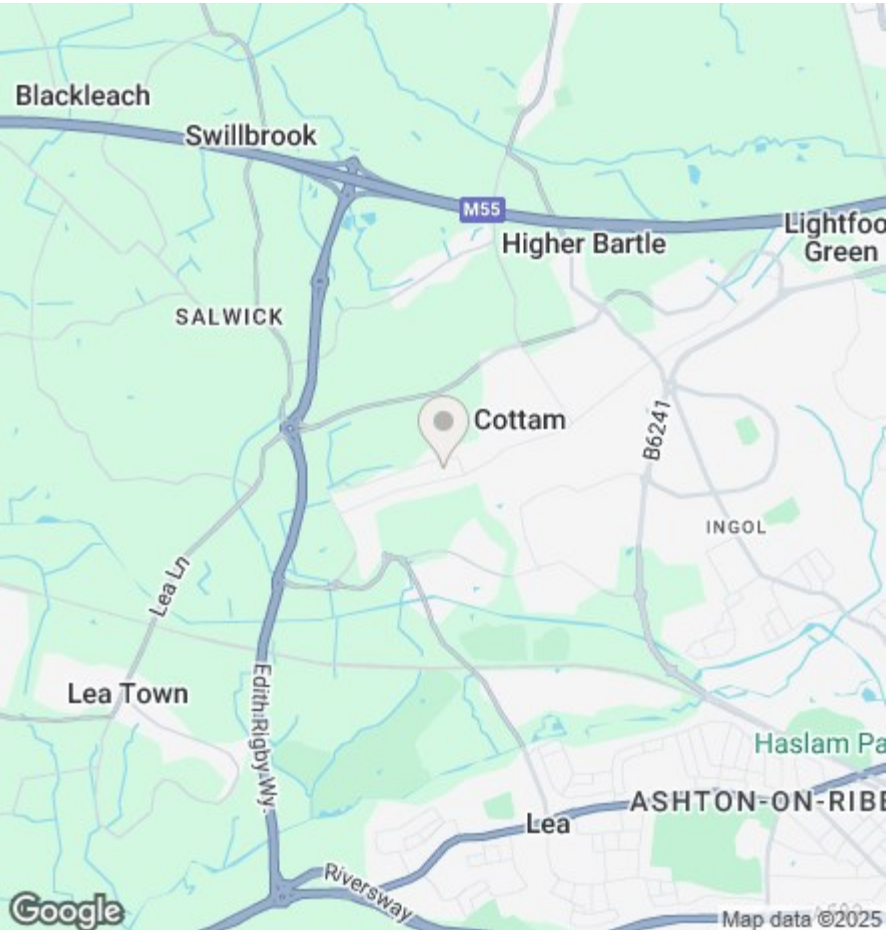 Blackleach
Swillbrook
M55
Lightfoo
Green
Higher Bartle
SALWICK
Cottam
B6241
INGOL
Lea Ln
Lea Town
Edith Rigby Wy.
Haslam Pa
ASHTON-ON-RIBB
Lea
Riversway
Google
Map data ©2025